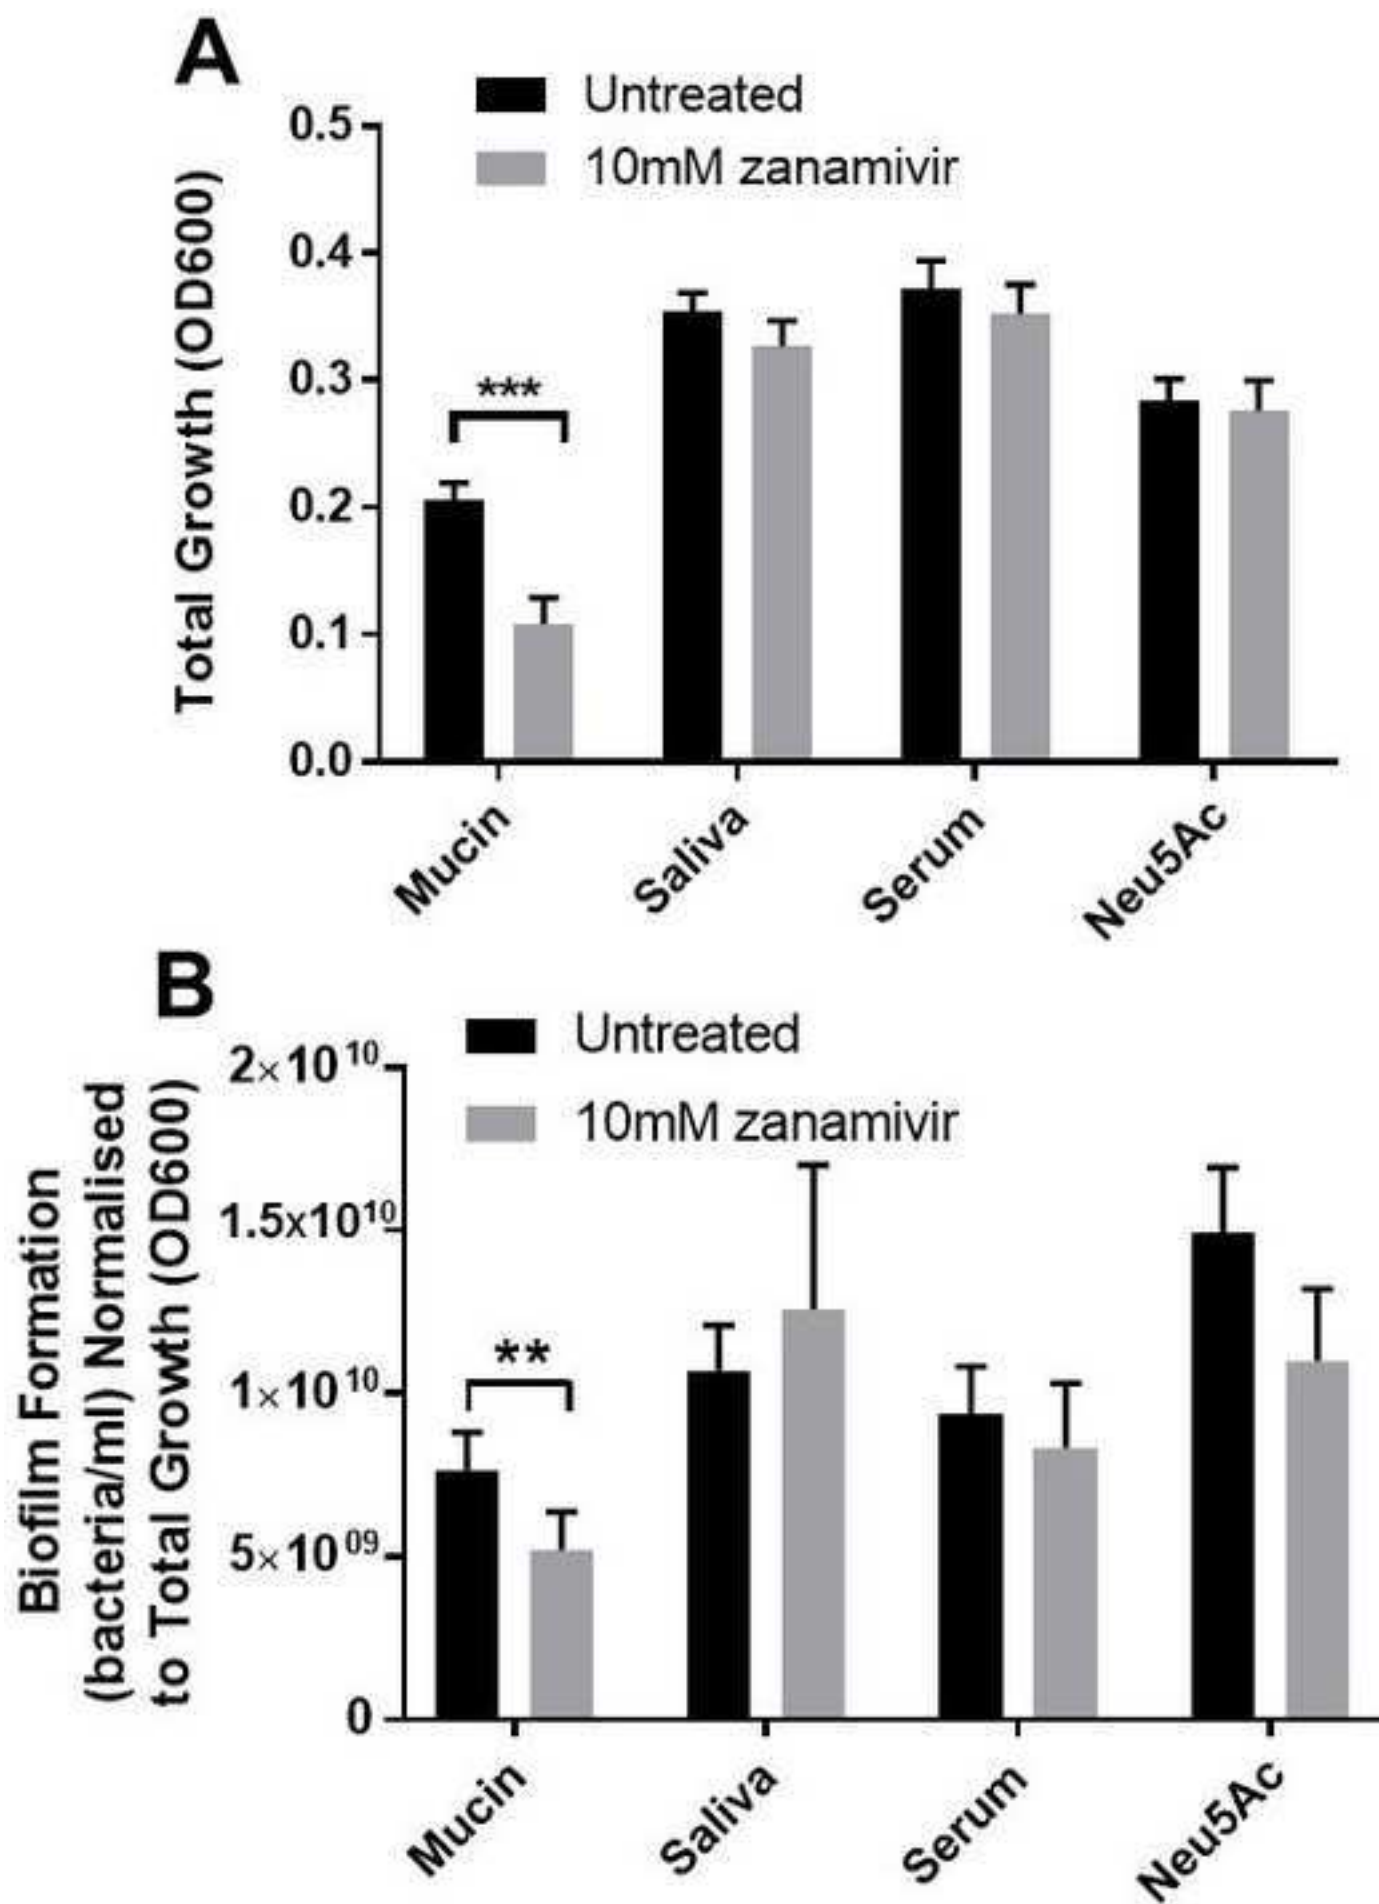 A
Untreated
10mM zanamivir
Total Growth (OD600)
0.5
0.4
0.3
0.2
0.1
0.0
***
Mucin
Saliva
Serum
Neu5Ac
B
Untreated
10mM zanamivir
Biofilm Formation
(bacteria/ml) Normalised
to Total Growth (OD600)
2×10¹⁰
1.5x10¹⁰
1×10¹⁰
5×10⁰⁹
0
**
Mucin
Saliva
Serum
Neu5Ac